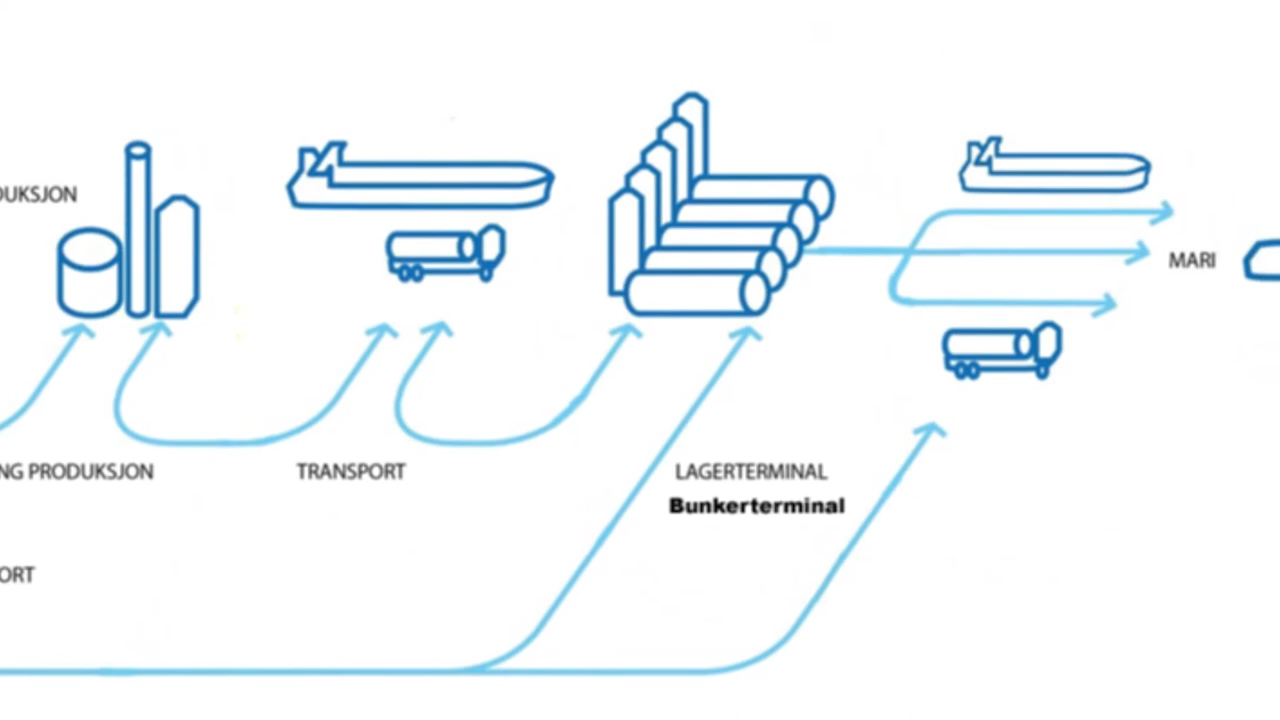 DUKSJON
MARI
NG PRODUKSJON
TRANSPORT
LAGERTERMINAL
Bunkerterminal
ORT